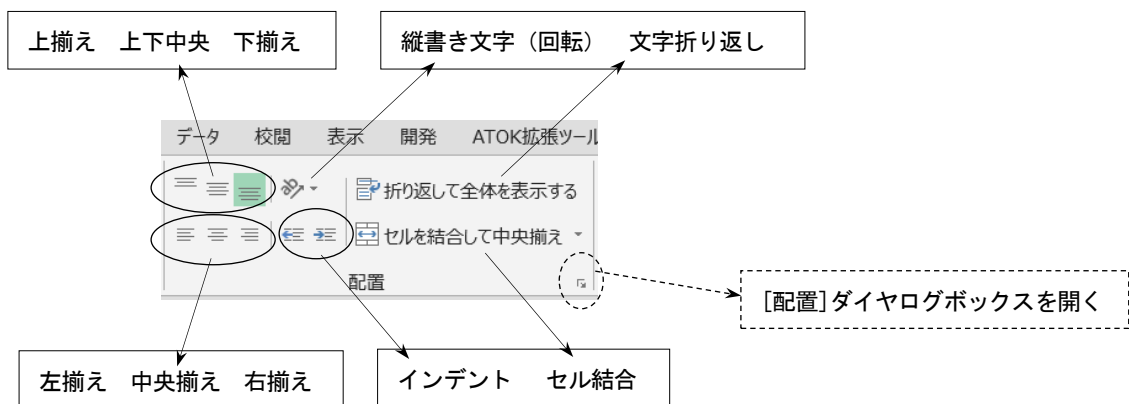 上揃え 上下中央 下揃え
縦書き文字（回転） 文字折り返し
データ 校閲 表示 開発 ATOK拡張ツール
折り返して全体を表示する
セルを結合して中央揃え
配置
[配置]ダイヤログボックスを開く
左揃え 中央揃え 右揃え
インデント セル結合